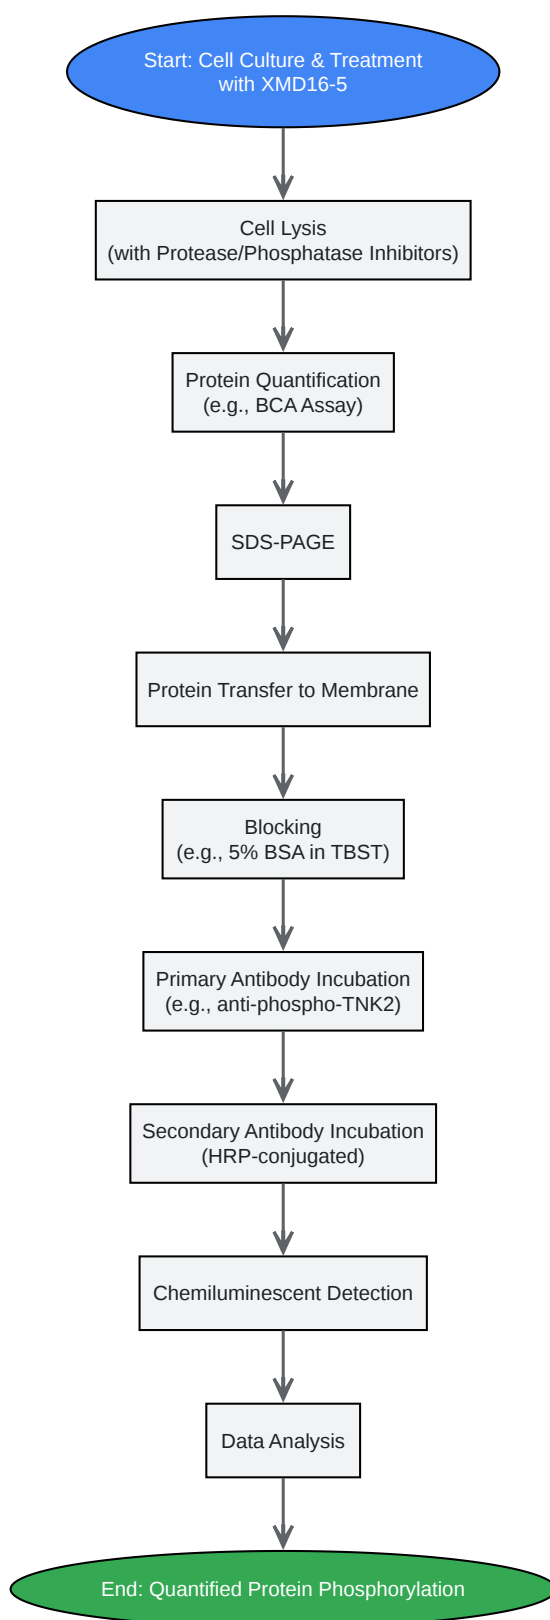 Start: Cell Culture & Treatment
with XMD16-5
Cell Lysis
(with Protease/Phosphatase Inhibitors)
Protein Quantification
(e.g., BCA Assay)
SDS-PAGE
Protein Transfer to Membrane
Blocking
(e.g., 5% BSA in TBST)
Primary Antibody Incubation
(e.g., anti-phospho-TNK2)
Secondary Antibody Incubation
(HRP-conjugated)
Chemiluminescent Detection
Data Analysis
End: Quantified Protein Phosphorylation